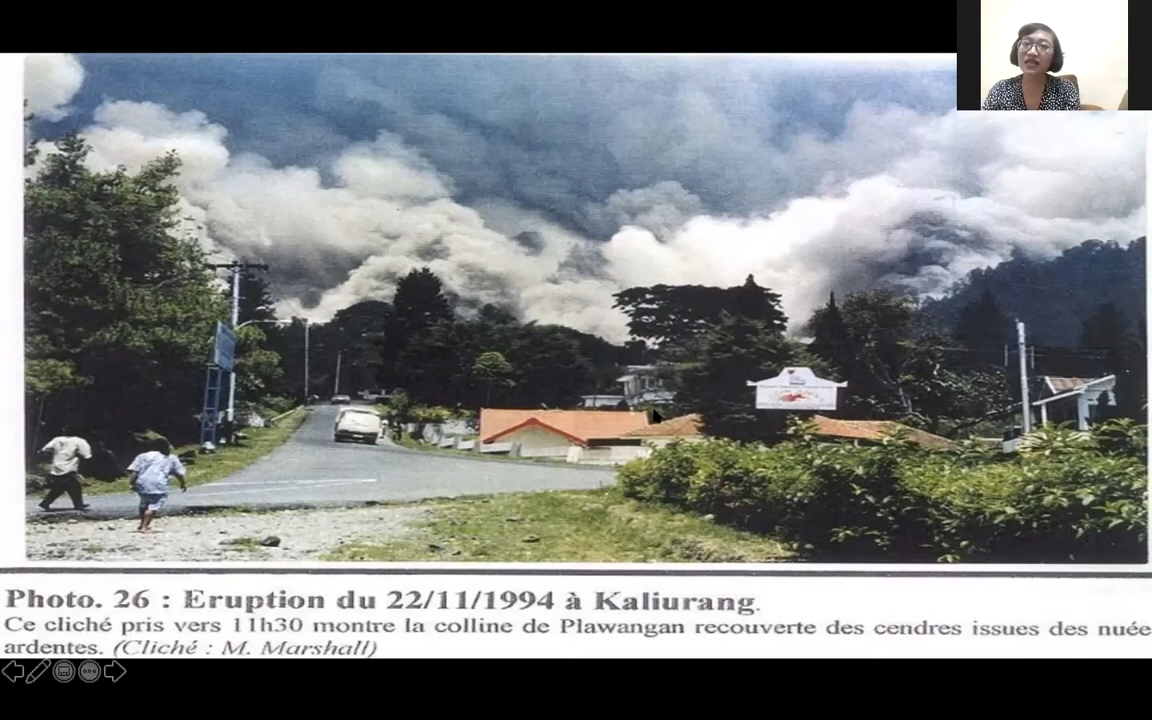 Photo. 26 : Eruption du 22/11/1994 à Kaliurang.
Ce cliché pris vers 11h30 montre la colline de Plawangan recouverte des cendres issues des nuée
ardentes. (Cliché : M. Marshall)